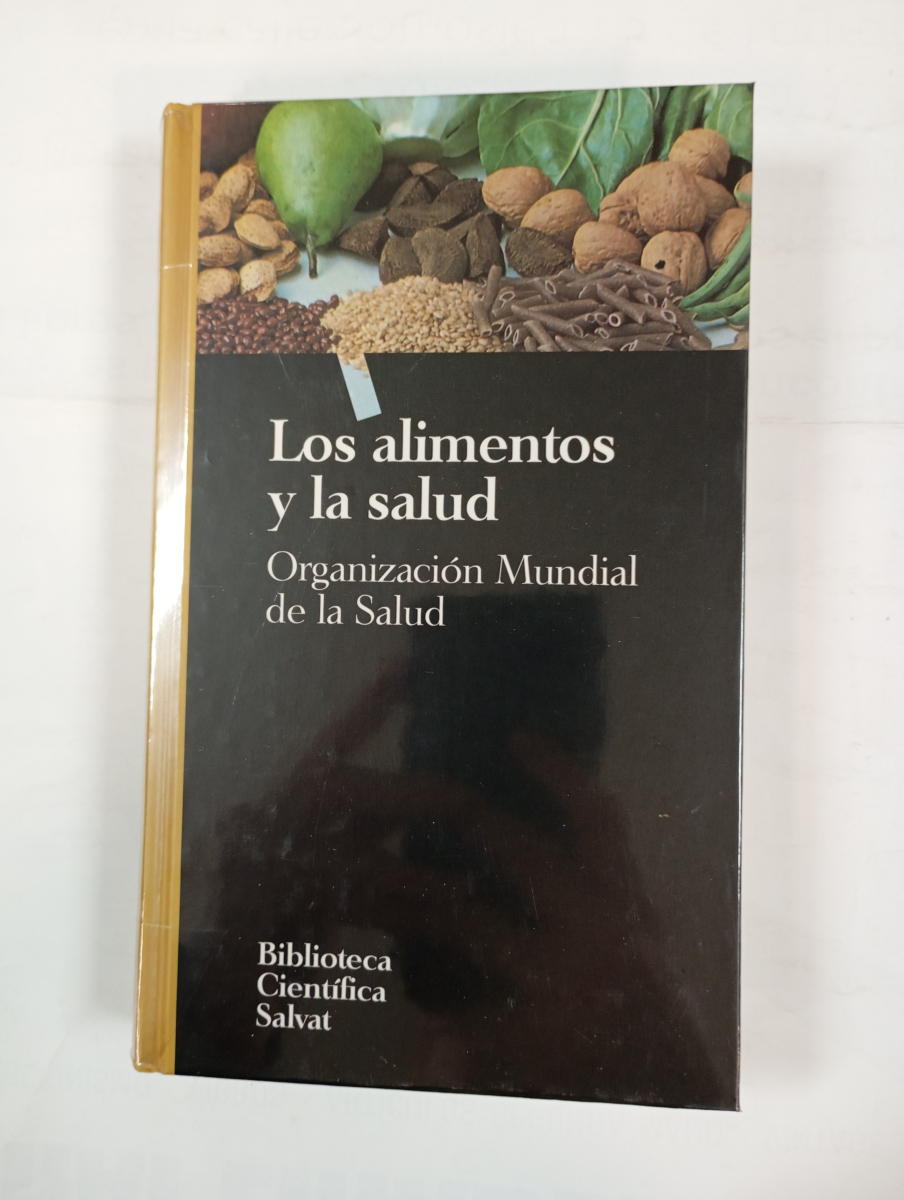 Los alimentos
y la salud
Organización Mundial
de la Salud
Biblioteca
Científica
Salvat